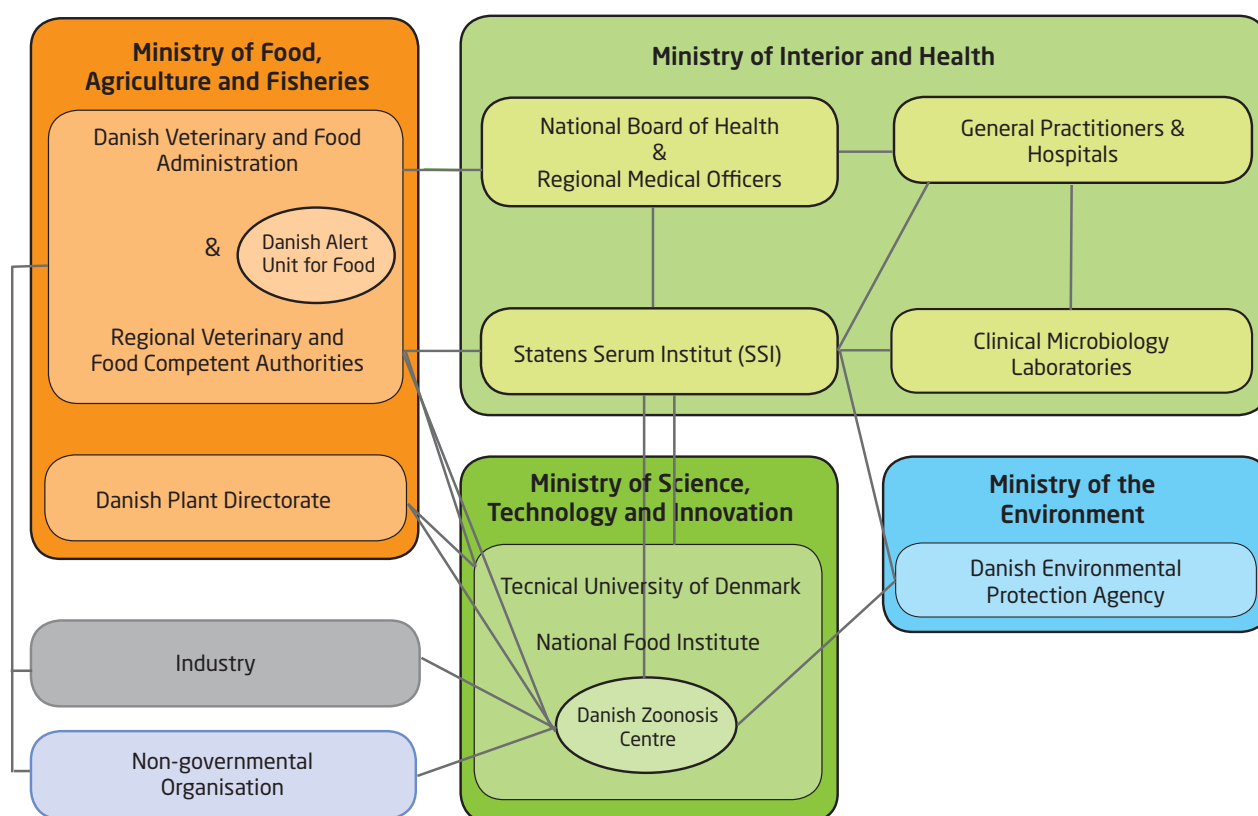 Ministry of Food,
Agriculture and Fisheries
Danish Veterinary and Food
Administration
&
Danish Alert
Unit for Food
Regional Veterinary and
Food Competent Authorities
Danish Plant Directorate
Ministry of Interior and Health
National Board of Health
&
Regional Medical Officers
General Practitioners &
Hospitals
Statens Serum Institut (SSI)
Clinical Microbiology
Laboratories
Ministry of Science,
Technology and Innovation
Tecnical University of Denmark
National Food Institute
Danish Zoonosis
Centre
Ministry of the
Environment
Danish Environmental
Protection Agency
Industry
Non-governmental
Organisation